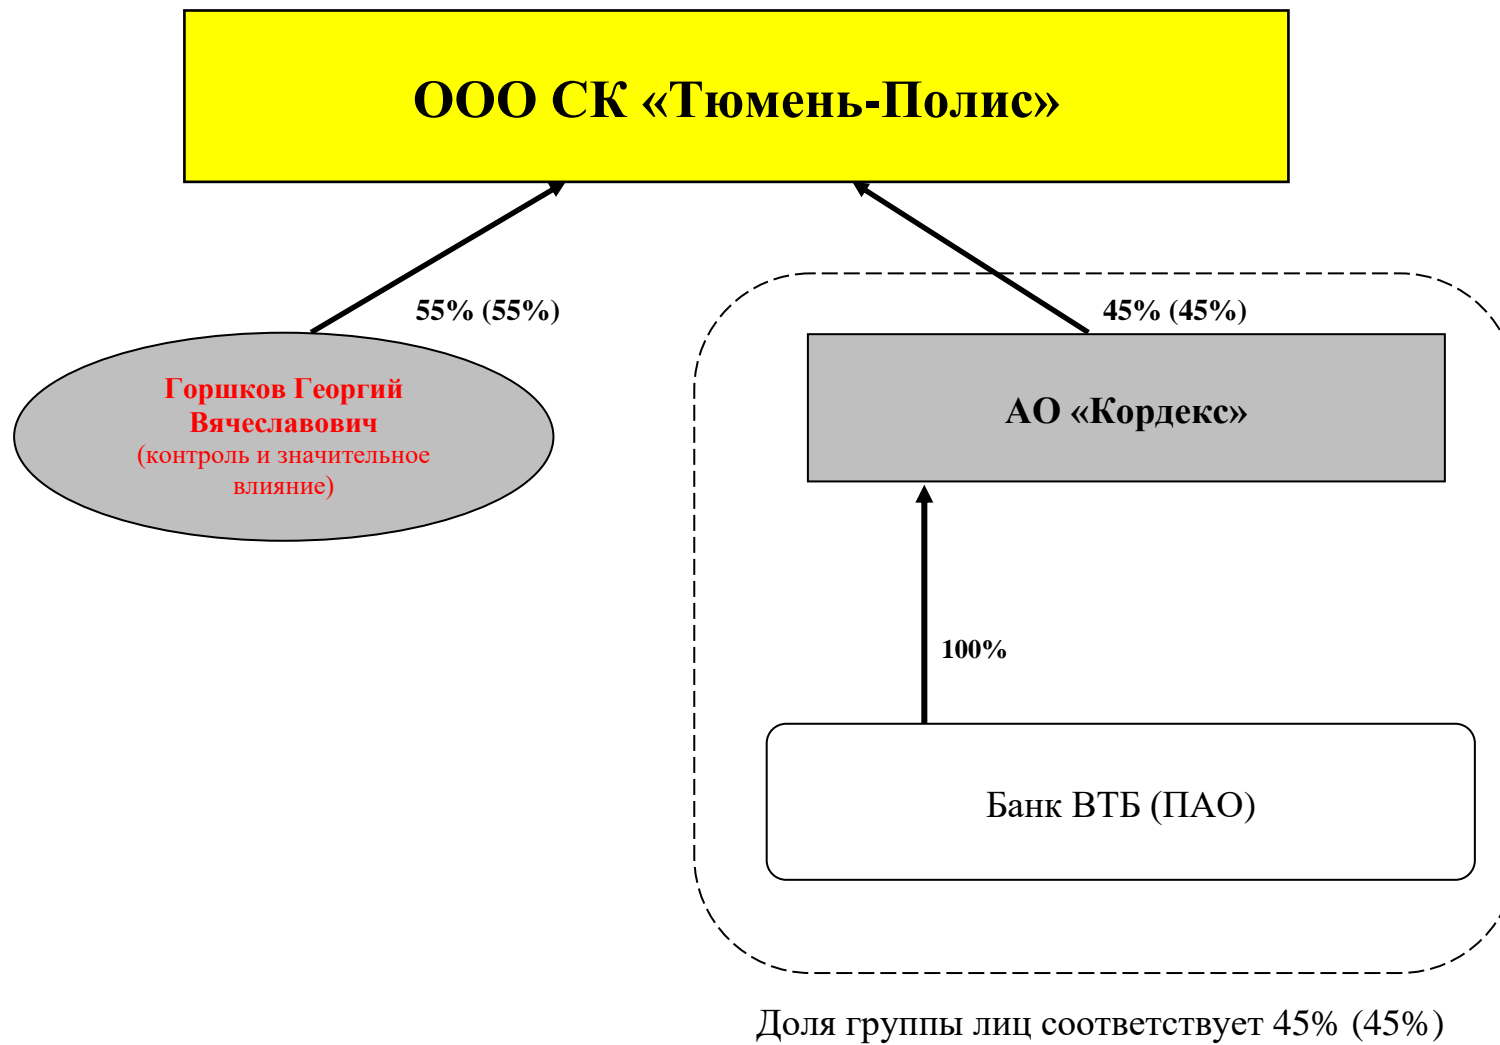 ООО СК «Тюмень-Полис»
55% (55%)
45% (45%)
Горшков Георгий
Вячеславович
(контроль и значительное
влияние)
АО «Кордекс»
100%
Банк ВТБ (ПАО)
Доля группы лиц соответствует 45% (45%)